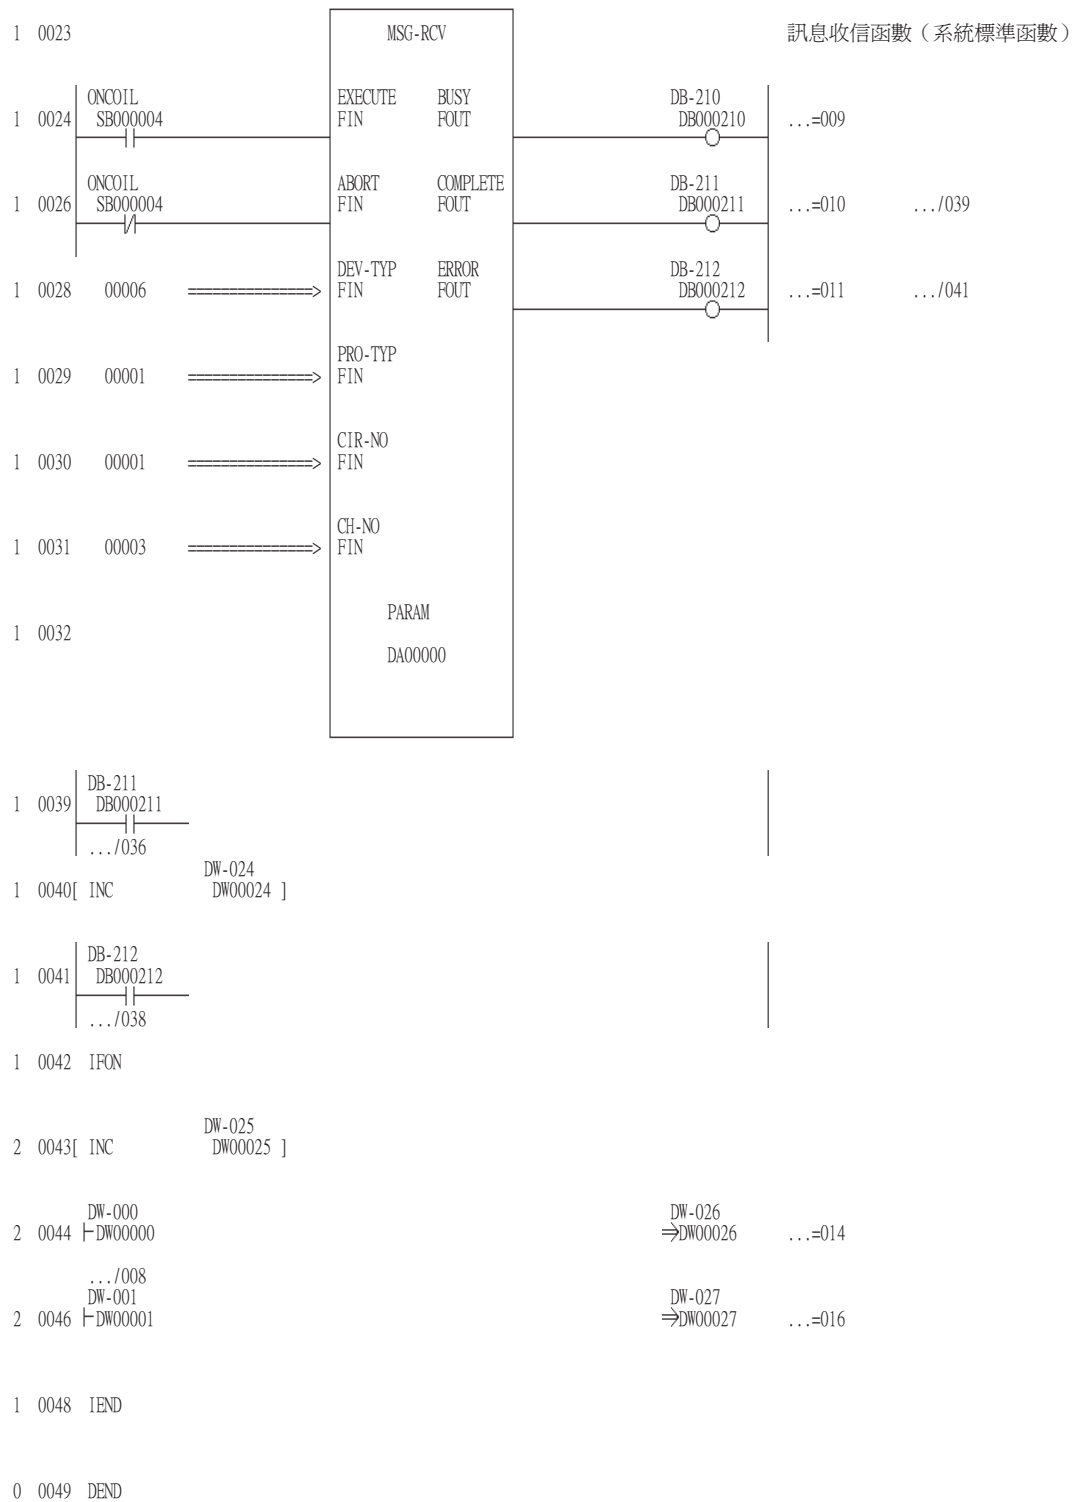 1 0023 MSG-RCV 訊息收信函數（系統標準函數）
ONCOIL EXECUTE BUSY DB-210
1 0024 SB000004 FIN FOUT DB000210 ...=009
ONCOIL ABORT COMPLETE DB-211
1 0026 SB000004 FIN FOUT DB000211 ...=010 .../039
DEV-TYP ERROR DB-212
1 0028 00006 ===============> FIN FOUT DB000212 ...=011 .../041
PRO-TYP
1 0029 00001 ===============> FIN
CIR-NO
1 0030 00001 ===============> FIN
CH-NO
1 0031 00003 ===============> FIN
PARAM
1 0032
DA00000
DB-211
1 0039 DB000211
.../036
DW-024
1 0040[ INC DW00024 ]
DB-212
1 0041 DB000212
.../038
1 0042 IFON
DW-025
2 0043[ INC DW00025 ]
DW-000 DW-026
2 0044 ├DW00000 ⇒DW00026 ...=014
.../008
DW-001 DW-027
2 0046 ├DW00001 ⇒DW00027 ...=016
1 0048 IEND
0 0049 DEND